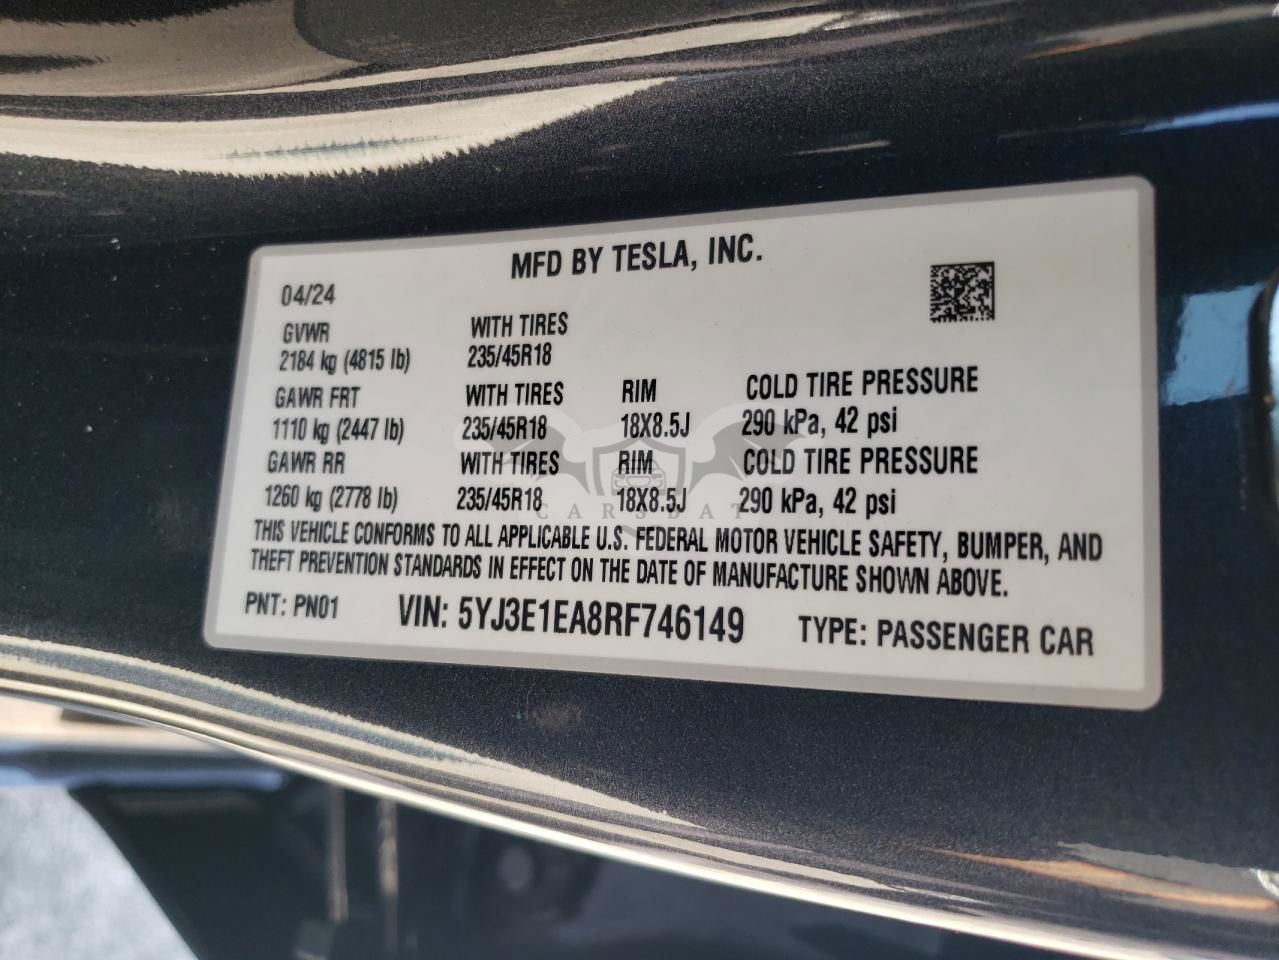 MFD BY TESLA, INC.
04/24
GVWR WITH TIRES
2184 kg (4815 lb) 235/45R18
GAWR FRT WITH TIRES RIM COLD TIRE PRESSURE
1110 kg (2447 lb) 235/45R18 18X8.5J 290 kPa, 42 psi
GAWR RR WITH TIRES RIM COLD TIRE PRESSURE
1260 kg (2778 lb) 235/45R18 18X8.5J 290 kPa, 42 psi
CARSDAT
THIS VEHICLE CONFORMS TO ALL APPLICABLE U.S. FEDERAL MOTOR VEHICLE SAFETY, BUMPER, AND
THEFT PREVENTION STANDARDS IN EFFECT ON THE DATE OF MANUFACTURE SHOWN ABOVE.
PNT: PN01 VIN: 5YJ3E1EA8RF746149 TYPE: PASSENGER CAR